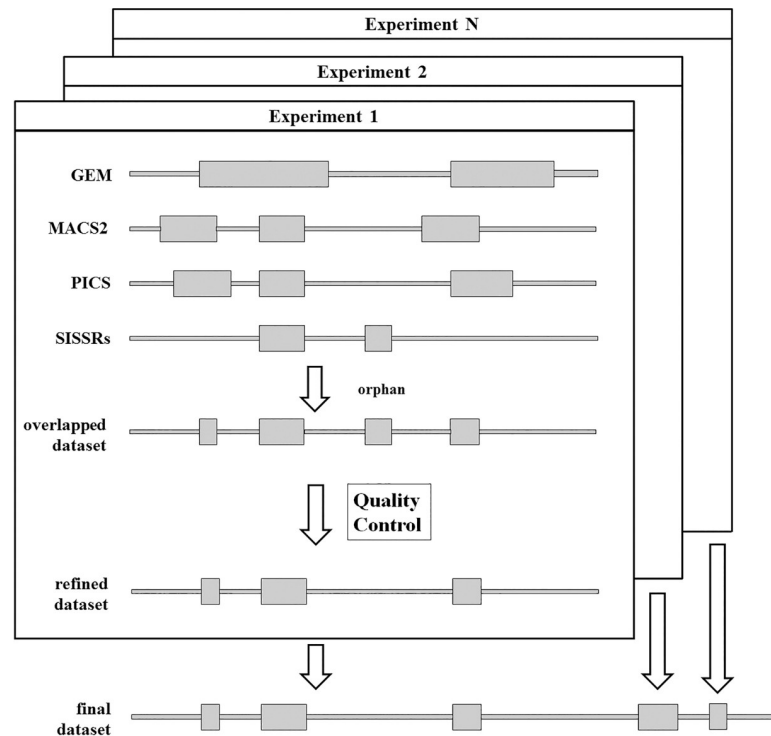 Experiment N
Experiment 2
Experiment 1
GEM
MACS2
PICS
SISSRs
orphan
overlapped
dataset
Quality
Control
refined
dataset
final
dataset